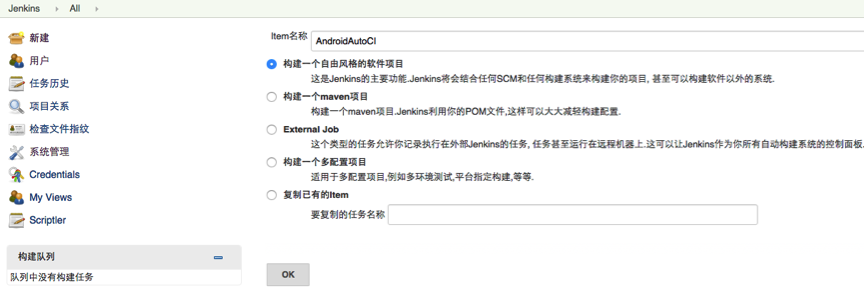 Jenkins All
新建
用户
任务历史
项目关系
检查文件指纹
系统管理
Credentials
My Views
Scriptler
构建队列
队列中没有构建任务
Item名称 AndroidAutoCI
构建一个自由风格的软件项目
这是Jenkins的主要功能.Jenkins将会结合任何SCM和任何构建系统来构建你的项目, 甚至可以构建软件以外的系统.
构建一个maven项目
构建一个maven项目.Jenkins利用你的POM文件,这样可以大大减轻构建配置.
External Job
这个类型的任务允许你记录执行在外部Jenkins的任务, 任务甚至运行在远程机器上.这可以让Jenkins作为你所有自动构建系统的控制面板.
构建一个多配置项目
适用于多配置项目,例如多环境测试,平台指定构建,等等.
复制已有的Item
要复制的任务名称
OK